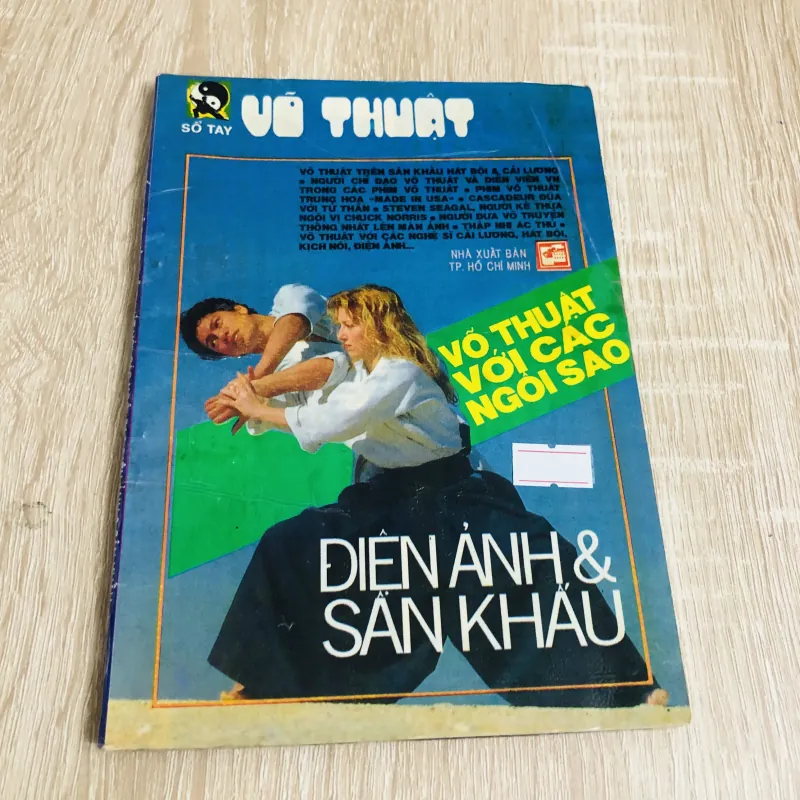 SỔ TAY VÕ THUẬT
VÕ THUẬT TRÊN SÂN KHẤU HÁT BỘI & CẢI LƯƠNG
• NGƯỜI CHỈ ĐẠO VÕ THUẬT VÀ DIỄN VIÊN VN
TRONG CÁC PHIM VÕ THUẬT • PHIM VÕ THUẬT
TRUNG HOA «MADE IN USA» • CASCADEUR ĐÙA
VỚI TỬ THẦN • STEVEN SEAGAL, NGƯỜI KẾ THỪA
NGÔI VỊ CHUCK NORRIS • NGƯỜI ĐƯA VÕ TRUYỀN
THỐNG NHẬT LÊN MÀN ẢNH • THẬP NHỊ ÁC THÚ •
VÕ THUẬT VỚI CÁC NGHỆ SĨ CẢI LƯƠNG, HÁT BỘI,
KỊCH NÓI, ĐIỆN ẢNH...
NHÀ XUẤT BẢN
TP. HỒ CHÍ MINH
VÕ THUẬT
VỚI CÁC
NGÔI SAO
ĐIỆN ẢNH &
SÂN KHẤU